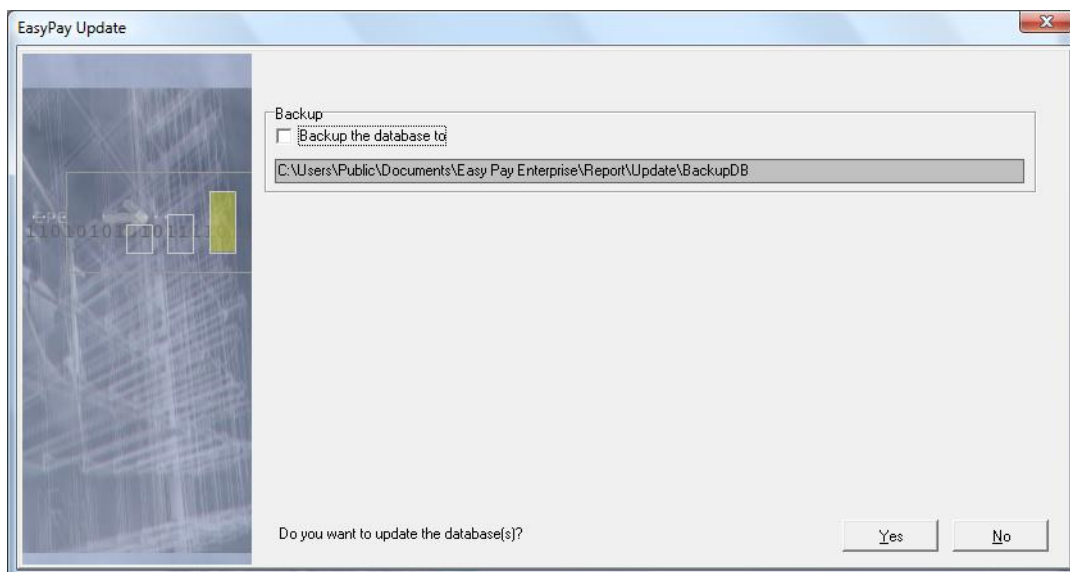 EasyPay Update
Backup
Backup the database to
C:\Users\Public\Documents\Easy Pay Enterprise\Report\Update\BackupDB
Do you want to update the database(s)?
Yes
No